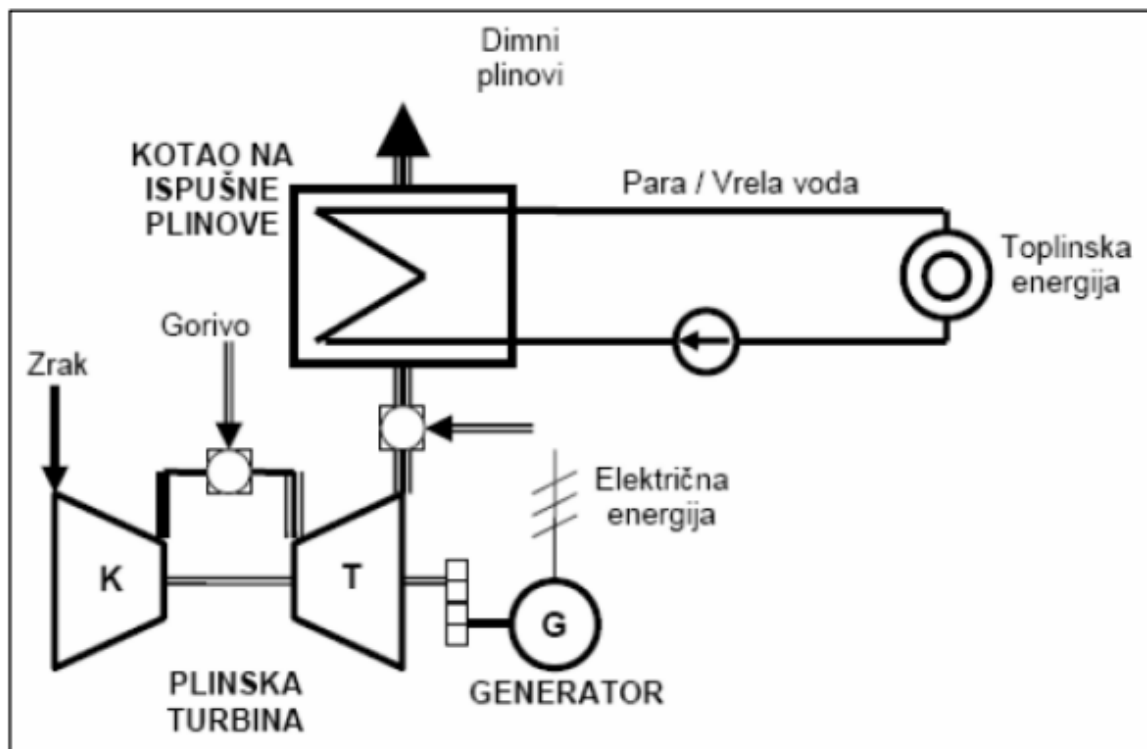 Dimni
plinovi
KOTAO NA
ISPUŠNE
PLINOVE
Para / Vrela voda
Toplinska
energija
Gorivo
Zrak
Električna
energija
K
T
G
PLINSKA
TURBINA
GENERATOR